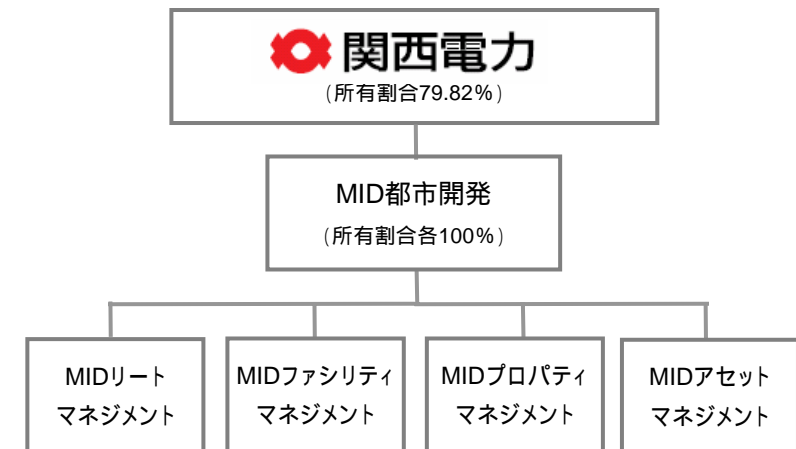 関西電力
(所有割合79.82%)
MID都市開発
(所有割合各100%)
MIDリート
マネジメント
MIDファシリティ
マネジメント
MIDプロパティ
マネジメント
MIDアセット
マネジメント